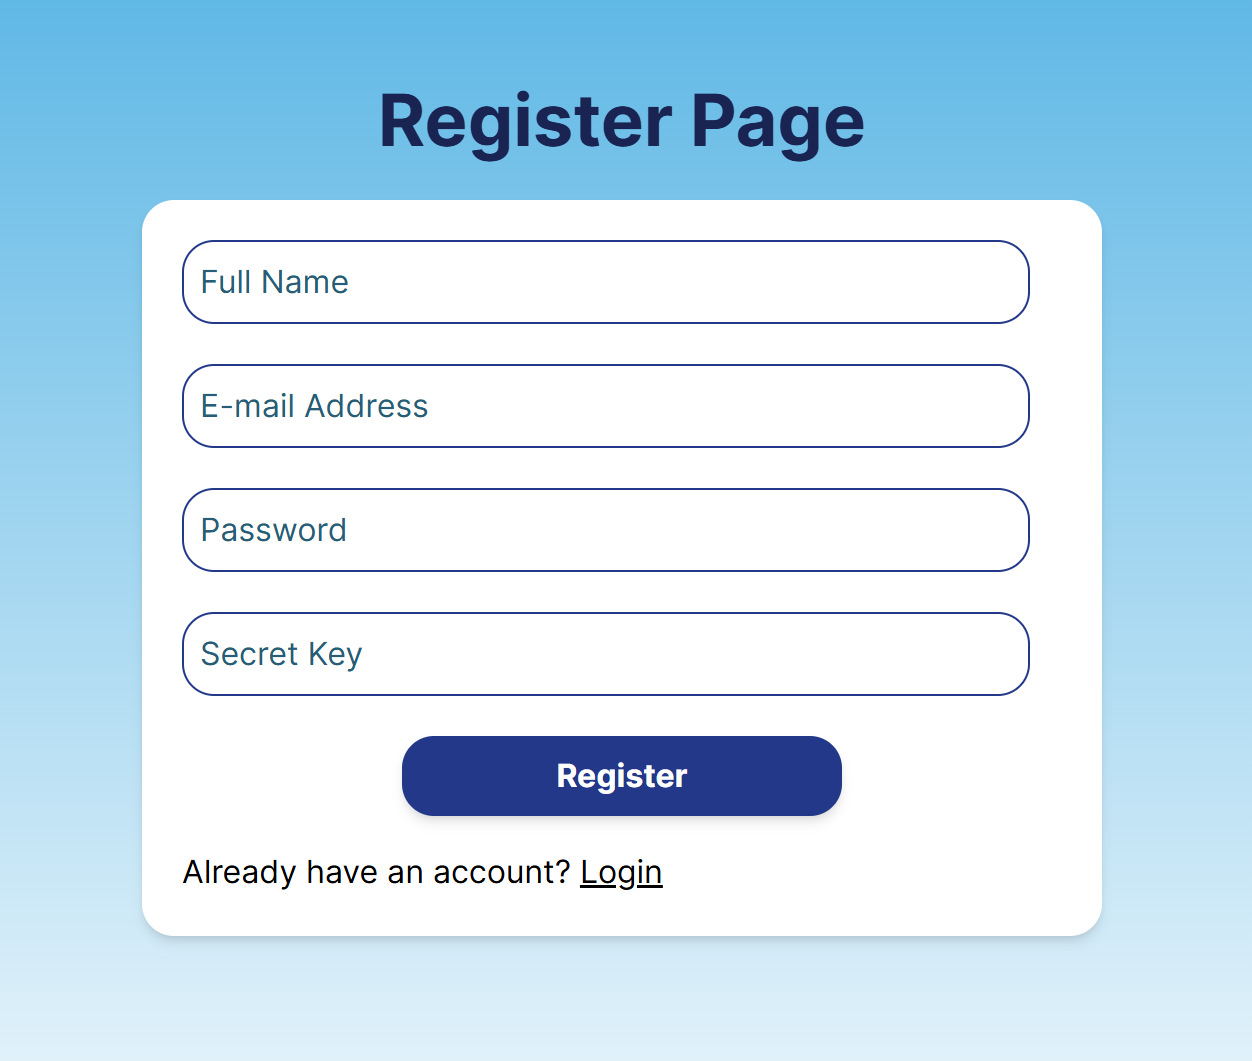 Register Page
Full Name
E-mail Address
Password
Secret Key
Register
Already have an account? Login